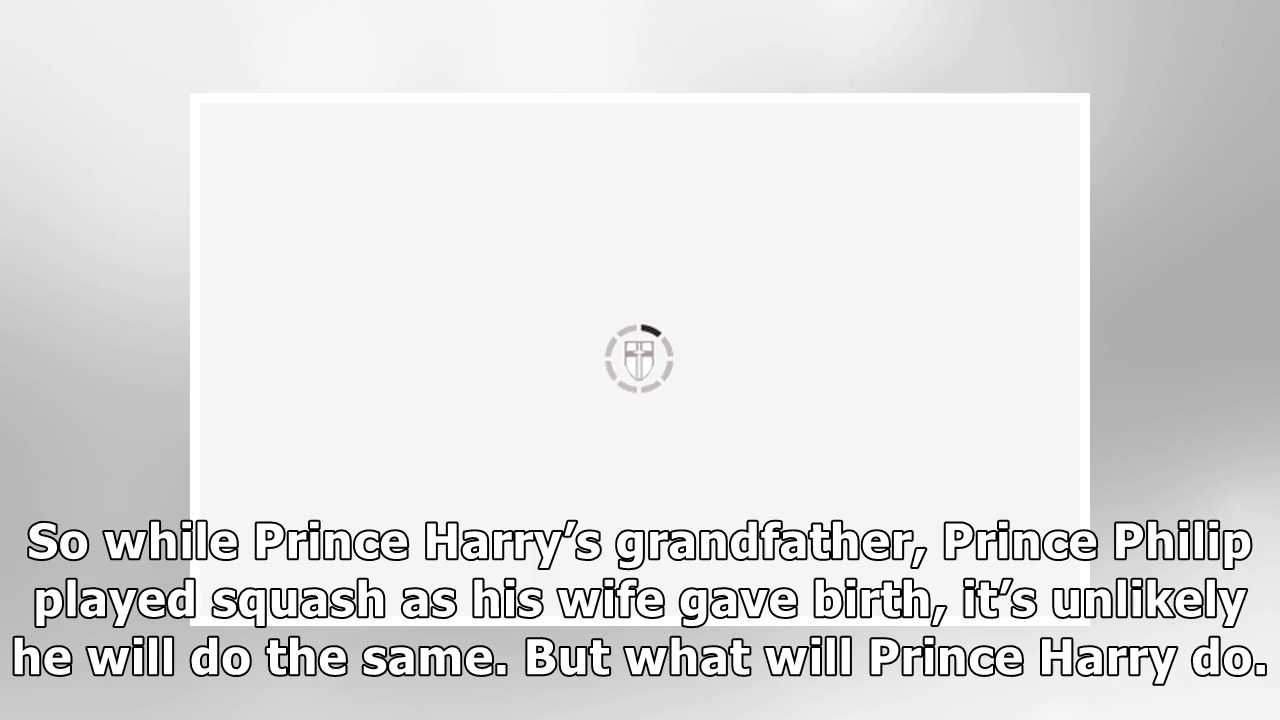 So while Prince Harry’s grandfather, Prince Philip
played squash as his wife gave birth, it’s unlikely
he will do the same. But what will Prince Harry do.